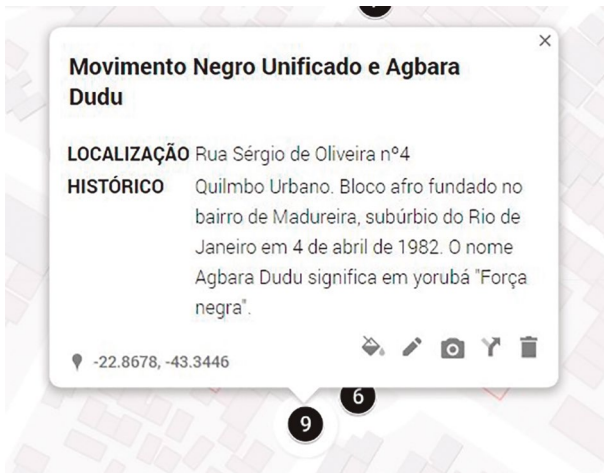 Movimento Negro Unificado e Agbara
Dudu
LOCALIZAÇÃO Rua Sérgio de Oliveira nº4
HISTÓRICO Quilmbo Urbano. Bloco afro fundado no
bairro de Madureira, subúrbio do Rio de
Janeiro em 4 de abril de 1982. O nome
Agbara Dudu significa em yorubá "Força
negra".
-22.8678, -43.3446
6
9